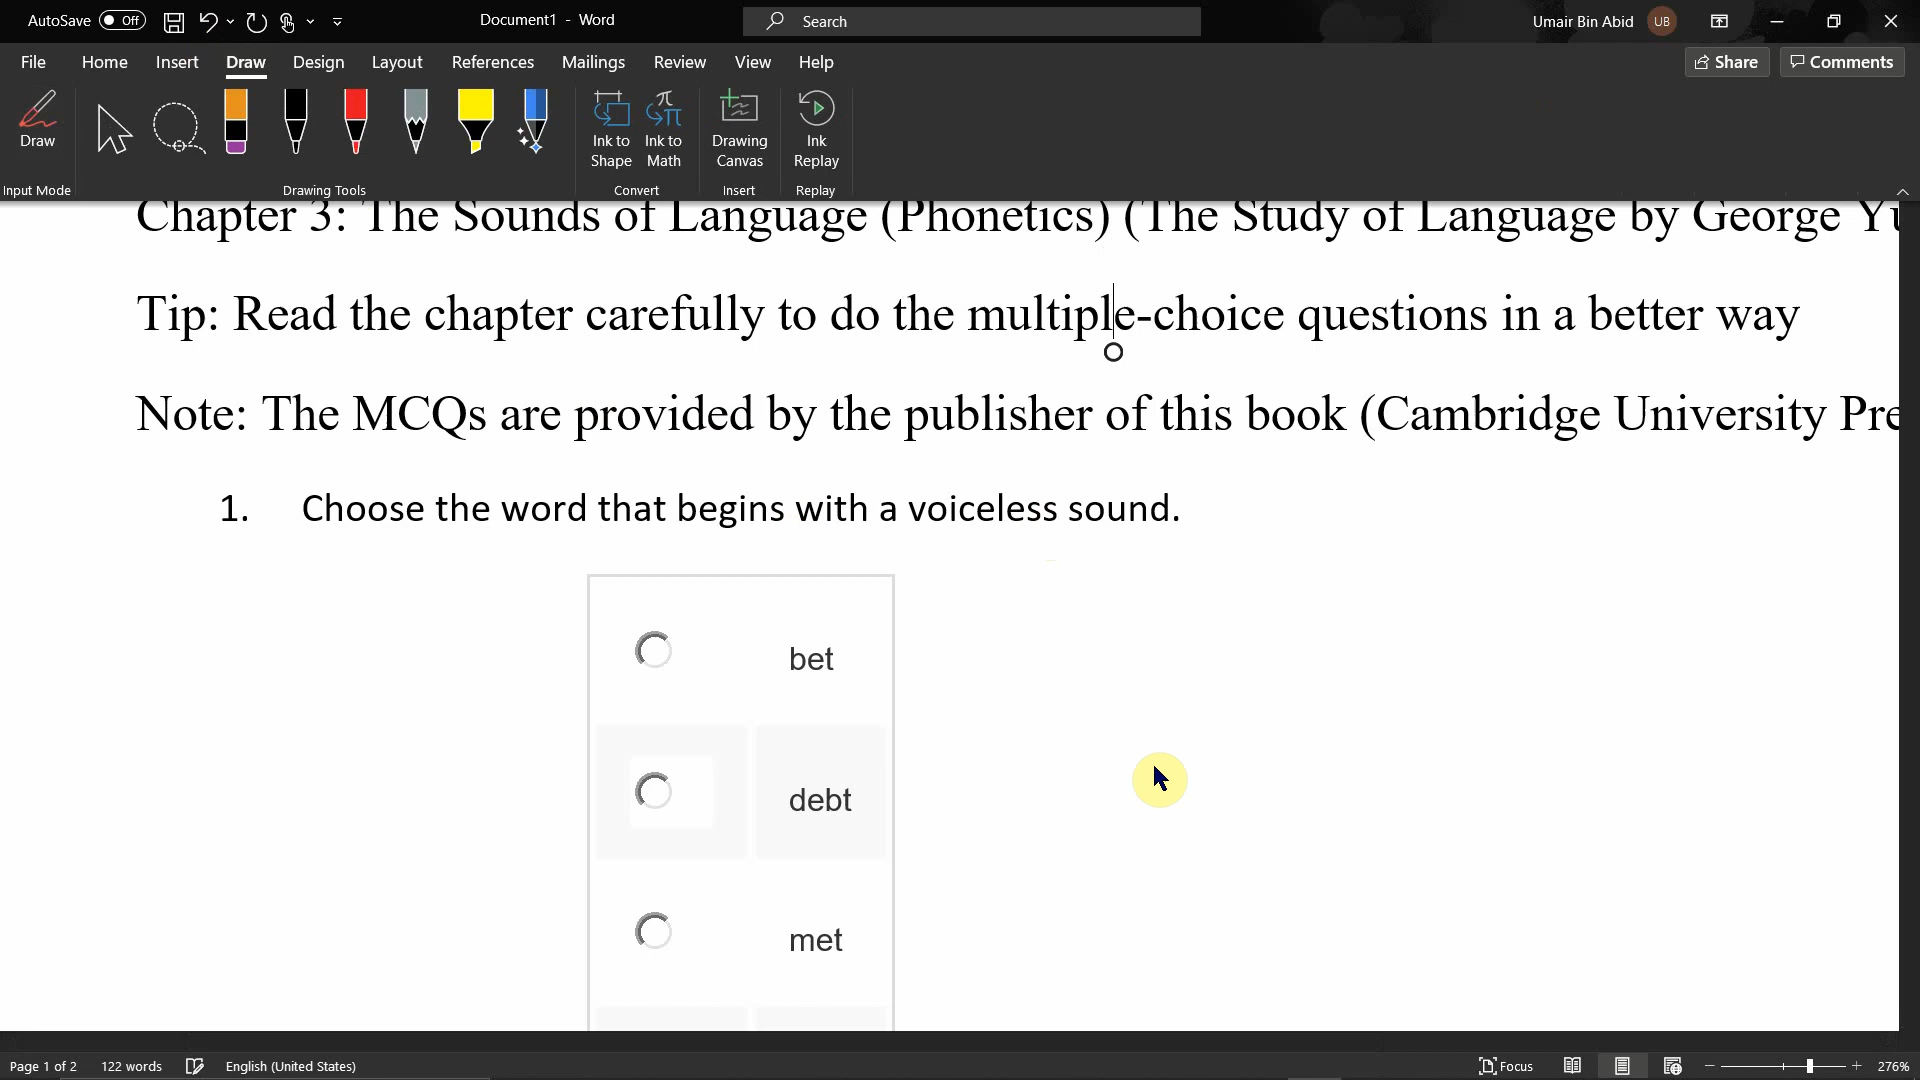 AutoSave Off Document1 - Word Search Umair Bin Abid UB
File Home Insert Draw Design Layout References Mailings Review View Help Share Comments
Draw Ink to Shape Ink to Math Drawing Canvas Ink Replay
Input Mode Drawing Tools Convert Insert Replay
Chapter 3: The Sounds of Language (Phonetics) (The Study of Language by George Yu
Tip: Read the chapter carefully to do the multiple-choice questions in a better way
Note: The MCQs are provided by the publisher of this book (Cambridge University Pre
1. Choose the word that begins with a voiceless sound.
bet
debt
met
Page 1 of 2 122 words English (United States) Focus 276%